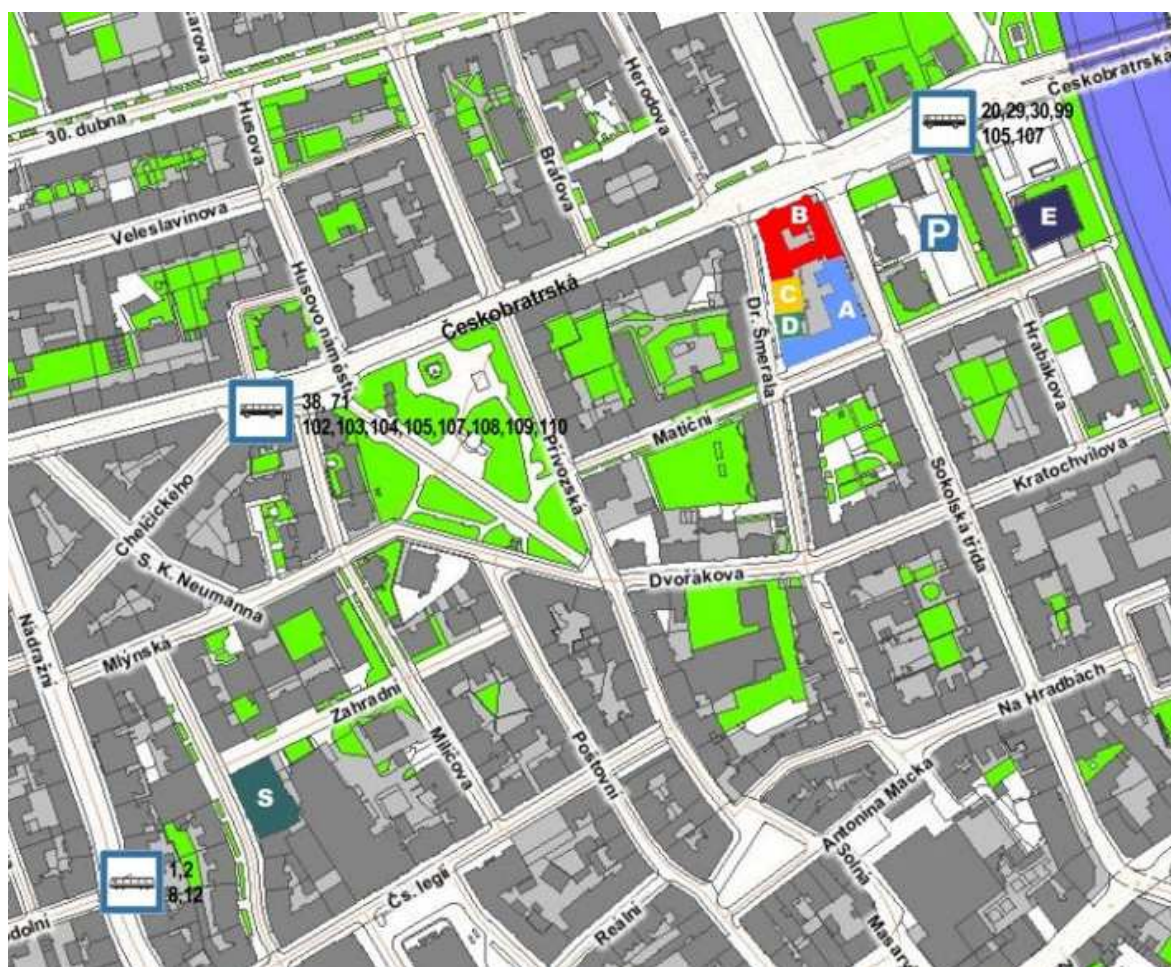 30. dubna
Husova
Herodova
Českobratrská
20,29,30,99
105,107
Brafova
Veleslavínova
B
E
P
Husovo náměstí
Českobratrská
C
A
D
Dr. Šmerala
Hrabákova
38, 71
102,103,104,105,107,108,109,110
Matiční
Přívozská
Sokolská třída
Kratochvílova
Chelčického
S. K. Neumanna
Dvořákova
Nádražní
Mlýnská
Zahradní
Na Hradbách
Milíčova
Poštovní
S
Antonína Macka
Solná
1,2
8,12
Čs. legií
Reální